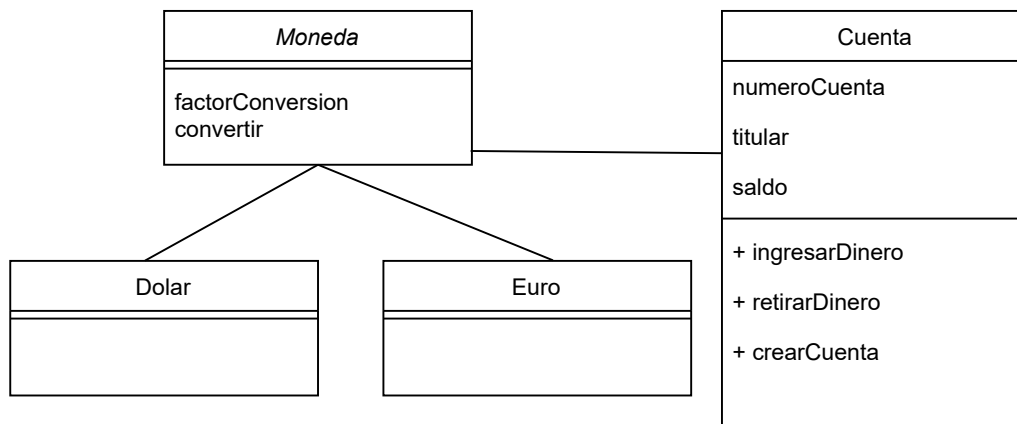 Moneda
factorConversion
convertir
Cuenta
numeroCuenta
titular
saldo
+ ingresarDinero
+ retirarDinero
+ crearCuenta
Dolar
Euro